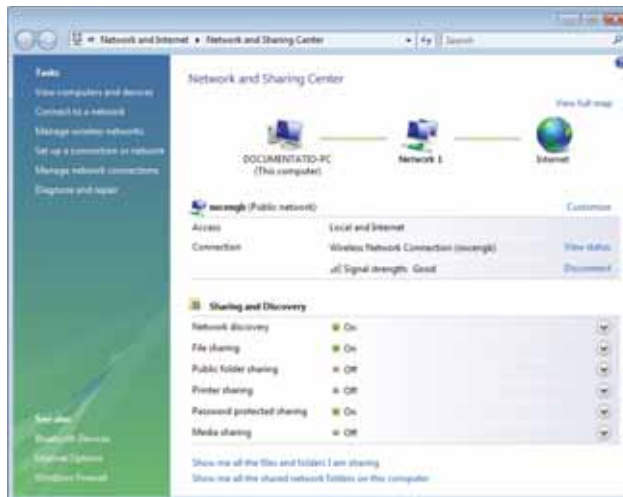 Network and Internet ▸ Network and Sharing Center
Search
Tasks
View computers and devices
Connect to a network
Manage wireless networks
Set up a connection or network
Manage network connections
Diagnose and repair
Network and Sharing Center
View full map
DOCUMENTATIO-PC
(This computer)
Network 1
Internet
(Public network)
Customize
Access
Local and Internet
Connection
Wireless Network Connection
View status
Signal strength: Good
Disconnect
Sharing and Discovery
Network discovery
On
File sharing
On
Public folder sharing
Off
Printer sharing
Off
Password protected sharing
On
Media sharing
Off
See also
Bluetooth Devices
Internet Options
Windows Firewall
Show me all the files and folders I am sharing
Show me all the shared network folders on this computer